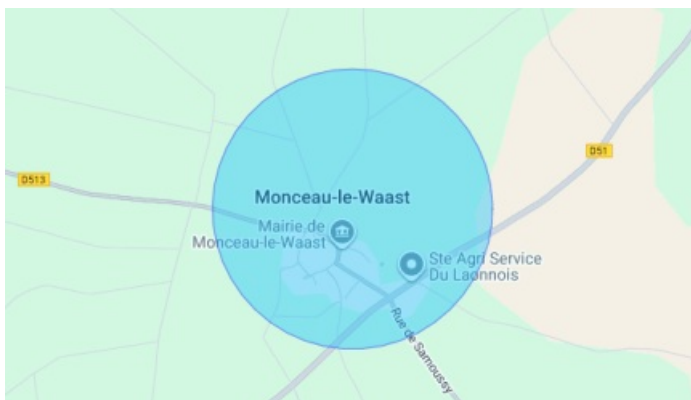 D51
D513
Monceau-le-Waast
Mairie de
Monceau-le-Waast
Ste Agri Service
Du Laonnois
Rue de Samoussy